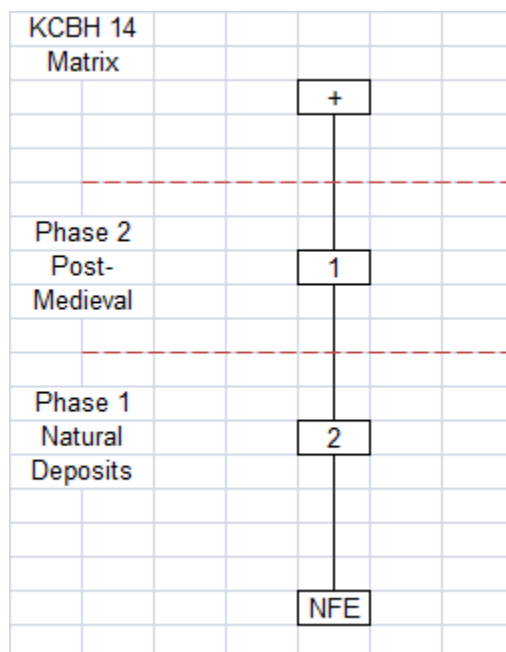 KCBH 14
Matrix
+
Phase 2
Post-
1
Medieval
Phase 1
Natural
2
Deposits
NFE